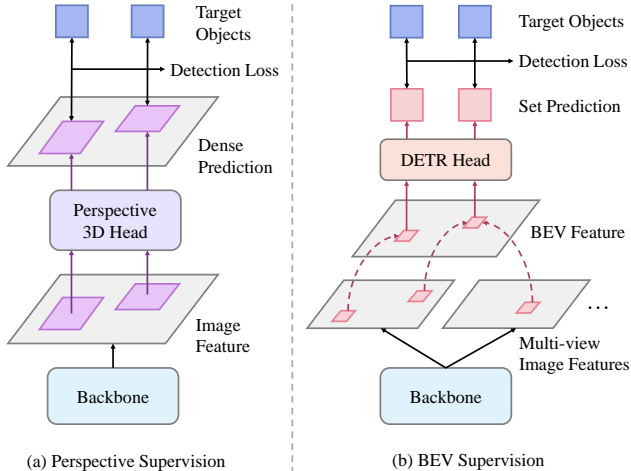 Target
Objects
Detection Loss
Dense
Prediction
Perspective
3D Head
Image
Feature
Backbone
(a) Perspective Supervision
Target
Objects
Detection Loss
Set Prediction
DETR Head
BEV Feature
...
Multi-view
Image Features
Backbone
(b) BEV Supervision